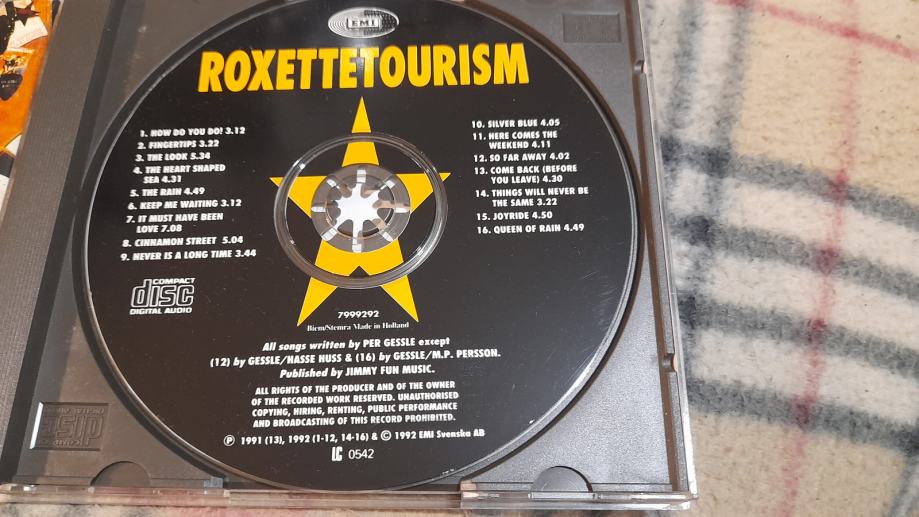 EMI
ROXETTETOURISM
1. HOW DO YOU DO! 3.12
2. FINGERTIPS 3.22
3. THE LOOK 5.34
4. THE HEART SHAPED
SEA 4.31
5. THE RAIN 4.49
6. KEEP ME WAITING 3.12
7. IT MUST HAVE BEEN
LOVE 7.08
8. CINNAMON STREET 5.04
9. NEVER IS A LONG TIME 3.44
10. SILVER BLUE 4.05
11. HERE COMES THE
WEEKEND 4.11
12. SO FAR AWAY 4.02
13. COME BACK (BEFORE
YOU LEAVE) 4.30
14. THINGS WILL NEVER BE
THE SAME 3.22
15. JOYRIDE 4.50
16. QUEEN OF RAIN 4.49
COMPACT
disc
DIGITAL AUDIO
7999292
Biem/Stemra Made in Holland
All songs written by PER GESSLE except
(12) by GESSLE/HASSE HUSS & (16) by GESSLE/M.P. PERSSON.
Published by JIMMY FUN MUSIC.
ALL RIGHTS OF THE PRODUCER AND OF THE OWNER
OF THE RECORDED WORK RESERVED. UNAUTHORISED
COPYING, HIRING, RENTING, PUBLIC PERFORMANCE
AND BROADCASTING OF THIS RECORD PROHIBITED.
℗ 1991 (13), 1992 (1-12, 14-16) & © 1992 EMI Svenska AB
LC 0542